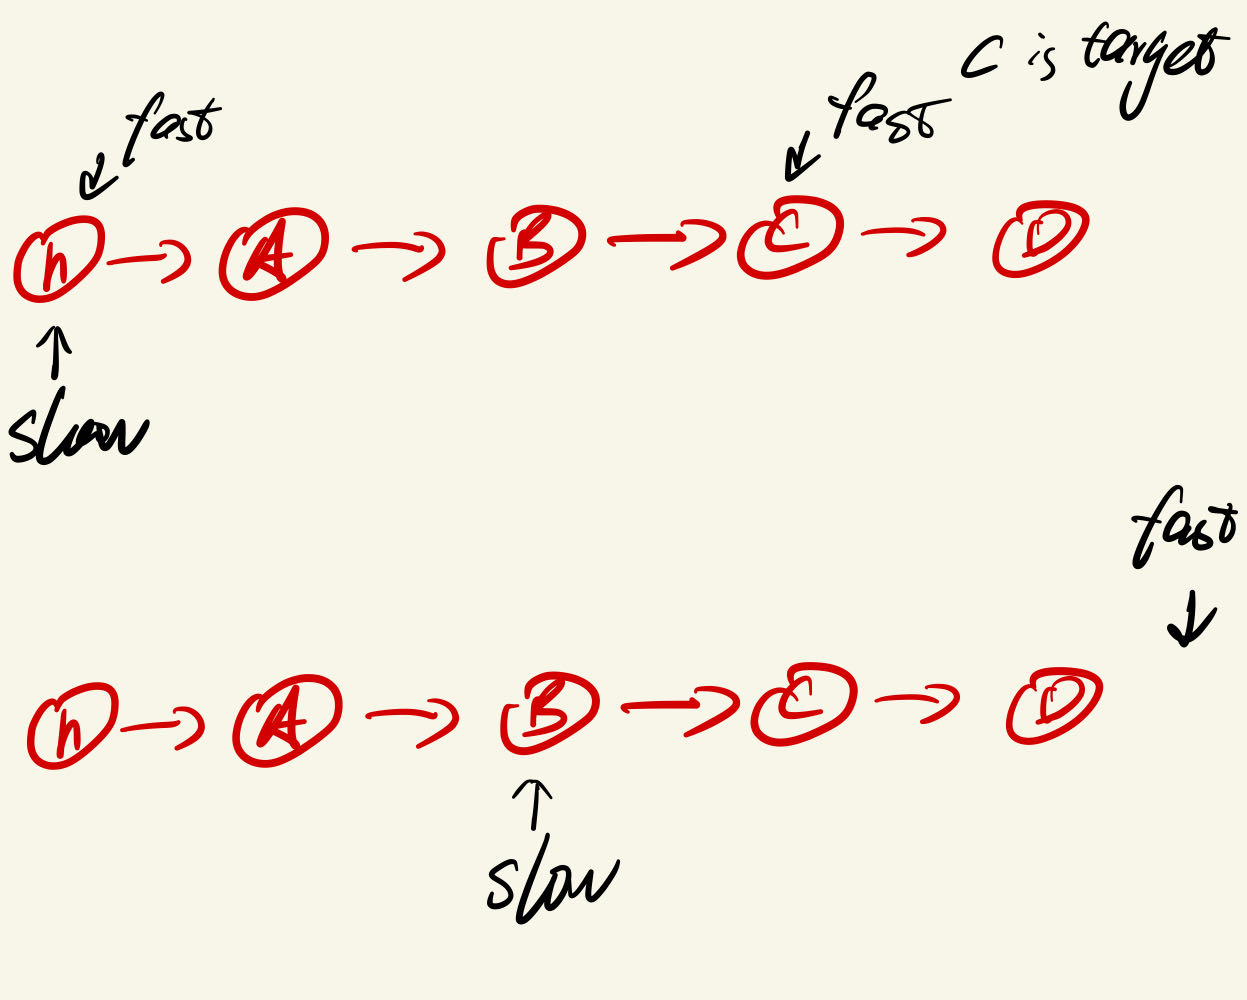 C is target
fast
fast
h → A → B → C → D
slow
fast
h → A → B → C → D
slow